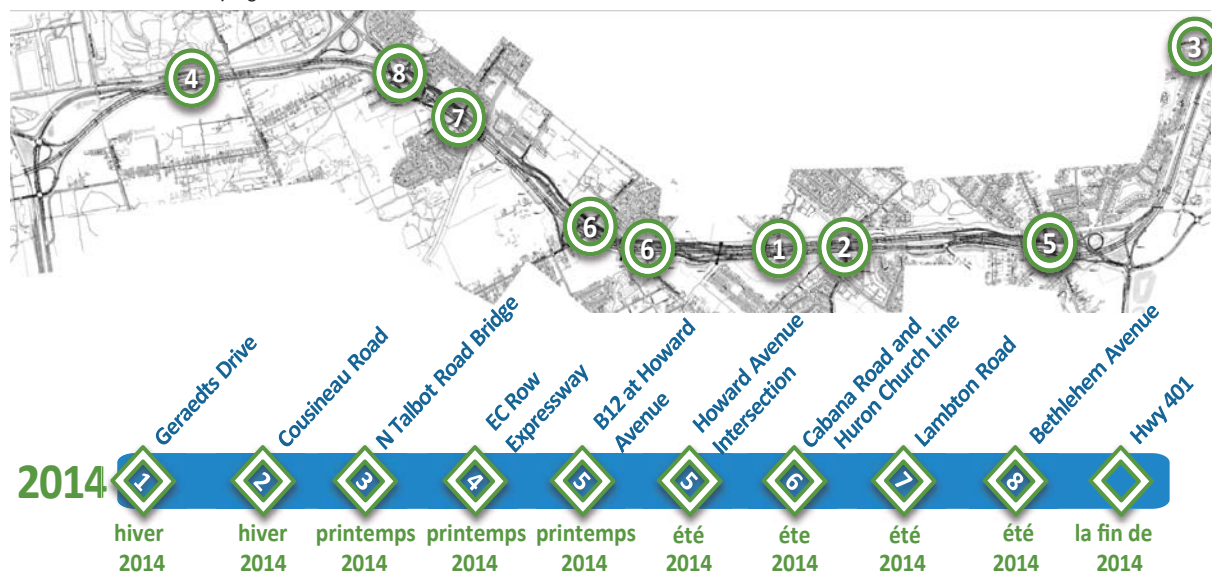 4
8
3
7
6
6
1
2
5
Geraedts Drive
Cousineau Road
N Talbot Road Bridge
EC Row
Expressway
B12 at Howard
Avenue
Howard Avenue
Intersection
Cabana Road and
Huron Church Line
Lambton Road
Bethlehem Avenue
Hwy 401
2014
1
2
3
4
5
5
6
7
8
hiver
2014
hiver
2014
printemps
2014
printemps
2014
printemps
2014
été
2014
éte
2014
été
2014
été
2014
la fin de
2014